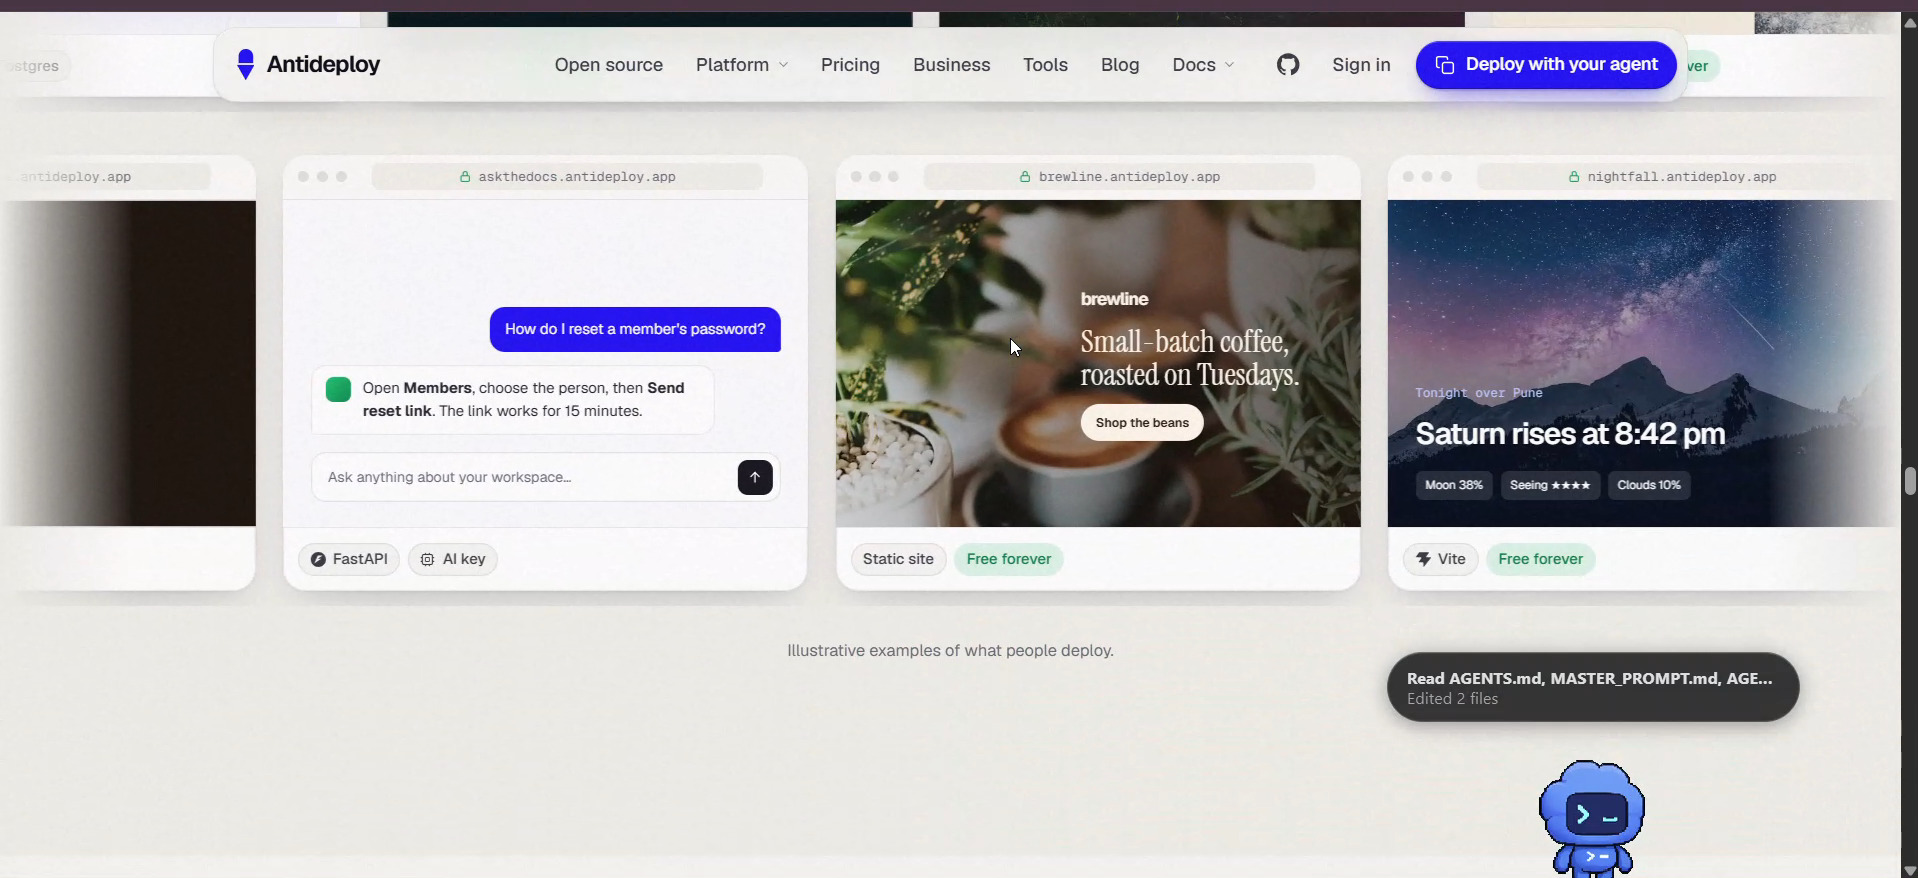 stgres
Antideploy
Open source
Platform
Pricing
Business
Tools
Blog
Docs
Sign in
Deploy with your agent
ver
.antideploy.app
askthedocs.antideploy.app
How do I reset a member's password?
Open Members, choose the person, then Send
reset link. The link works for 15 minutes.
Ask anything about your workspace...
FastAPI
AI key
brewline.antideploy.app
brewline
Small-batch coffee,
roasted on Tuesdays.
Shop the beans
Static site
Free forever
nightfall.antideploy.app
Tonight over Pune
Saturn rises at 8:42 pm
Moon 38%
Seeing ★★★★
Clouds 10%
Vite
Free forever
Illustrative examples of what people deploy.
Read AGENTS.md, MASTER_PROMPT.md, AGE...
Edited 2 files